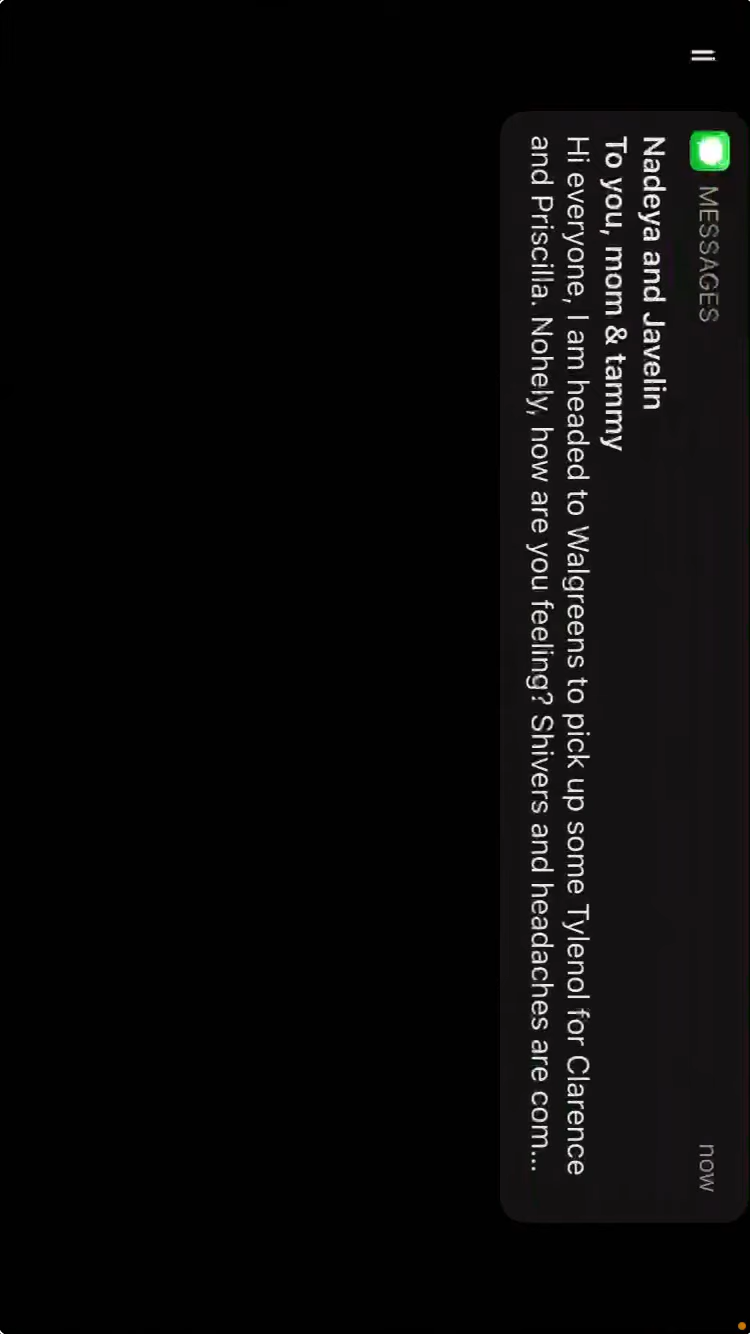 MESSAGES
now
Nadeya and Javelin
To you, mom & tammy
Hi everyone, I am headed to Walgreens to pick up some Tylenol for Clarence
and Priscilla. Nohely, how are you feeling? Shivers and headaches are com...